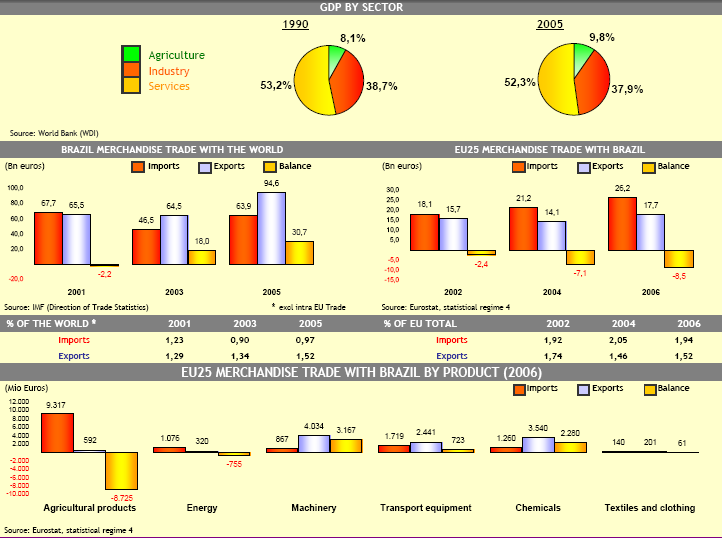 GDP BY SECTOR
1990 2005
Agriculture
Industry
Services
8,1%
38,7%
53,2%
9,8%
37,9%
52,3%
Source: World Bank (WDI)
BRAZIL MERCHANDISE TRADE WITH THE WORLD
(Bn euros) Imports Exports Balance
100,0
80,0
60,0
40,0
20,0
-20,0
67,7 65,5 -2,2
46,5 64,5 18,0
63,9 94,6 30,7
2001 2003 2005
Source: IMF (Direction of Trade Statistics) * excl intra EU Trade
EU25 MERCHANDISE TRADE WITH BRAZIL
(Bn euros) Imports Exports Balance
30,0
25,0
20,0
15,0
10,0
5,0
-5,0
-10,0
-15,0
18,1 15,7 -2,4
21,2 14,1 -7,1
26,2 17,7 -8,5
2002 2004 2006
Source: Eurostat, statistical regime 4
% OF THE WORLD * 2001 2003 2005
Imports 1,23 0,90 0,97
Exports 1,29 1,34 1,52
% OF EU TOTAL 2002 2004 2006
Imports 1,92 2,05 1,94
Exports 1,74 1,46 1,52
EU25 MERCHANDISE TRADE WITH BRAZIL BY PRODUCT (2006)
(Mio Euros) Imports Exports Balance
12.000
10.000
8.000
6.000
4.000
2.000
-2.000
-4.000
-6.000
-8.000
-10.000
9.317 592 -8.725
1.076 320 -755
867 4.034 3.167
1.719 2.441 723
1.260 3.540 2.280
140 201 61
Agricultural products Energy Machinery Transport equipment Chemicals Textiles and clothing
Source: Eurostat, statistical regime 4